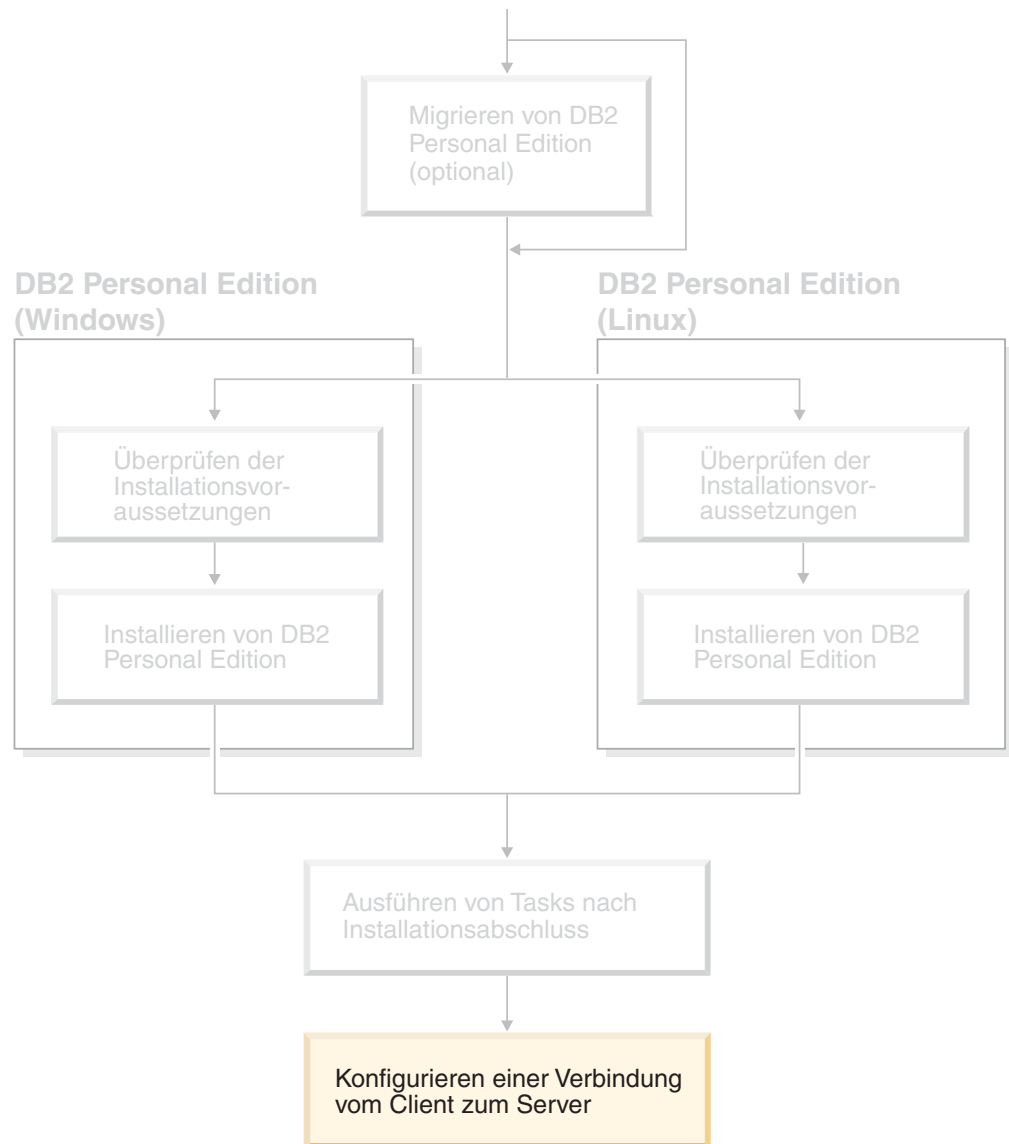 Migrieren von DB2
Personal Edition
(optional)
DB2 Personal Edition
(Windows)
DB2 Personal Edition
(Linux)
Überprüfen der
Installationsvor-
aussetzungen
Überprüfen der
Installationsvor-
aussetzungen
Installieren von DB2
Personal Edition
Installieren von DB2
Personal Edition
Ausführen von Tasks nach
Installationsabschluss
Konfigurieren einer Verbindung
vom Client zum Server